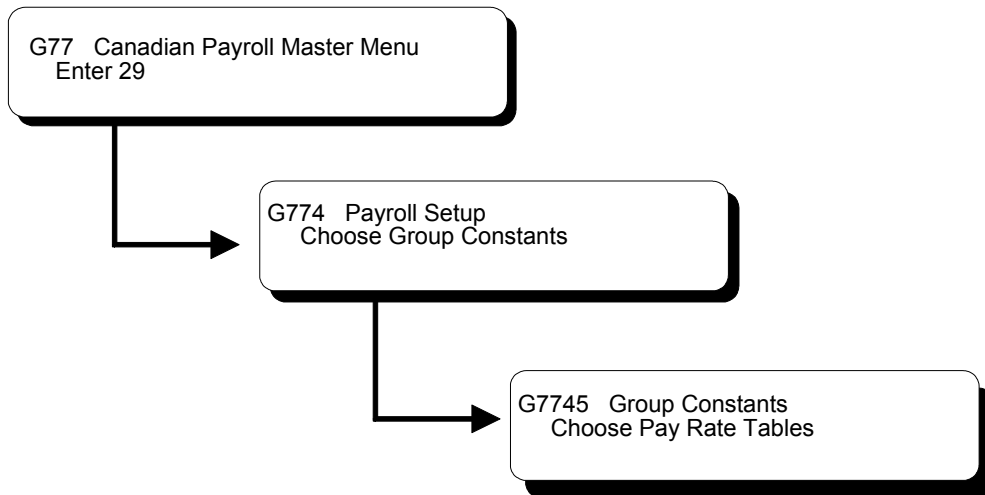 G77 Canadian Payroll Master Menu
Enter 29
G774 Payroll Setup
Choose Group Constants
G7745 Group Constants
Choose Pay Rate Tables